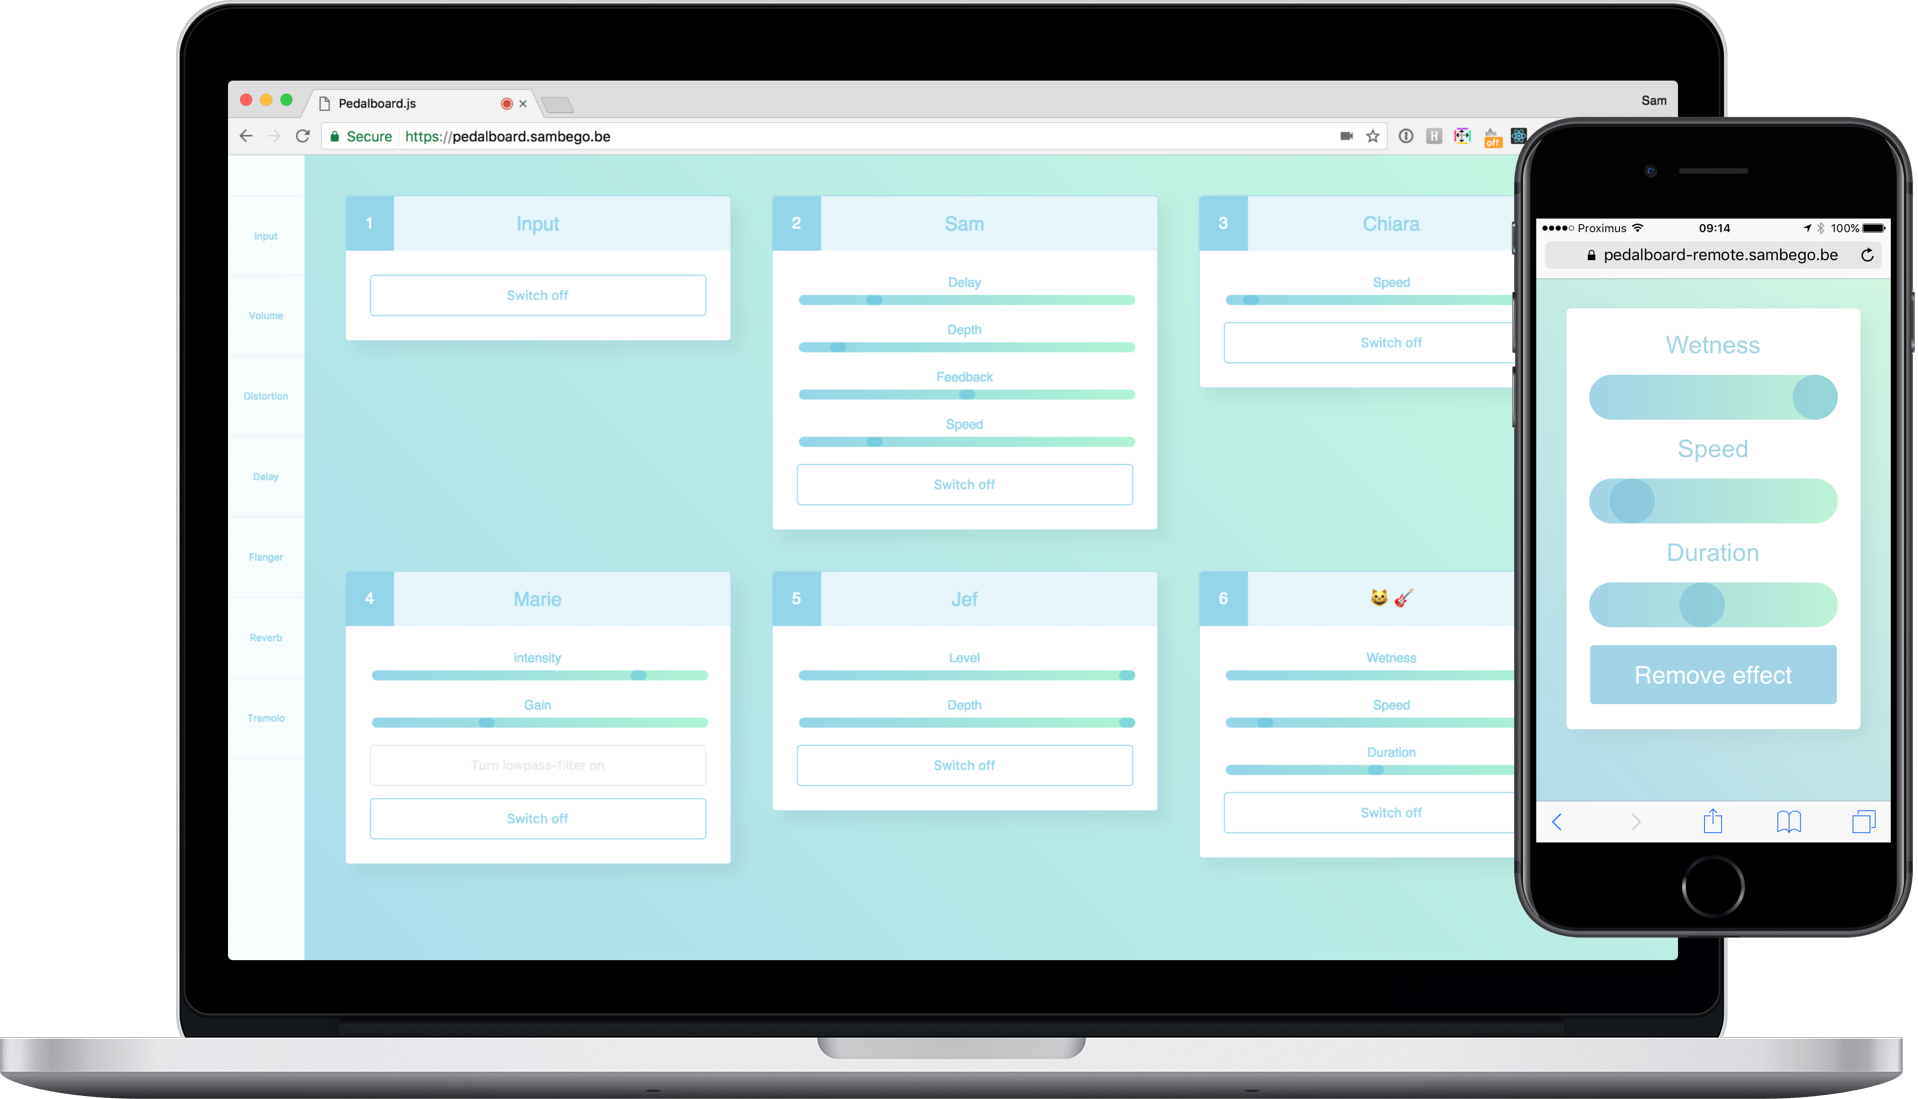 Pedalboard.js
Sam
Secure https://pedalboard.sambego.be
H
off
Input
Volume
Distortion
Delay
Flanger
Reverb
Tremolo
1 Input
Switch off
2 Sam
Delay
Depth
Feedback
Speed
Switch off
3 Chiara
Speed
Switch off
4 Marie
intensity
Gain
Turn lowpass-filter on
Switch off
5 Jef
Level
Depth
Switch off
6 😺🎸
Wetness
Speed
Duration
Switch off
Proximus 09:14 100%
pedalboard-remote.sambego.be
Wetness
Speed
Duration
Remove effect